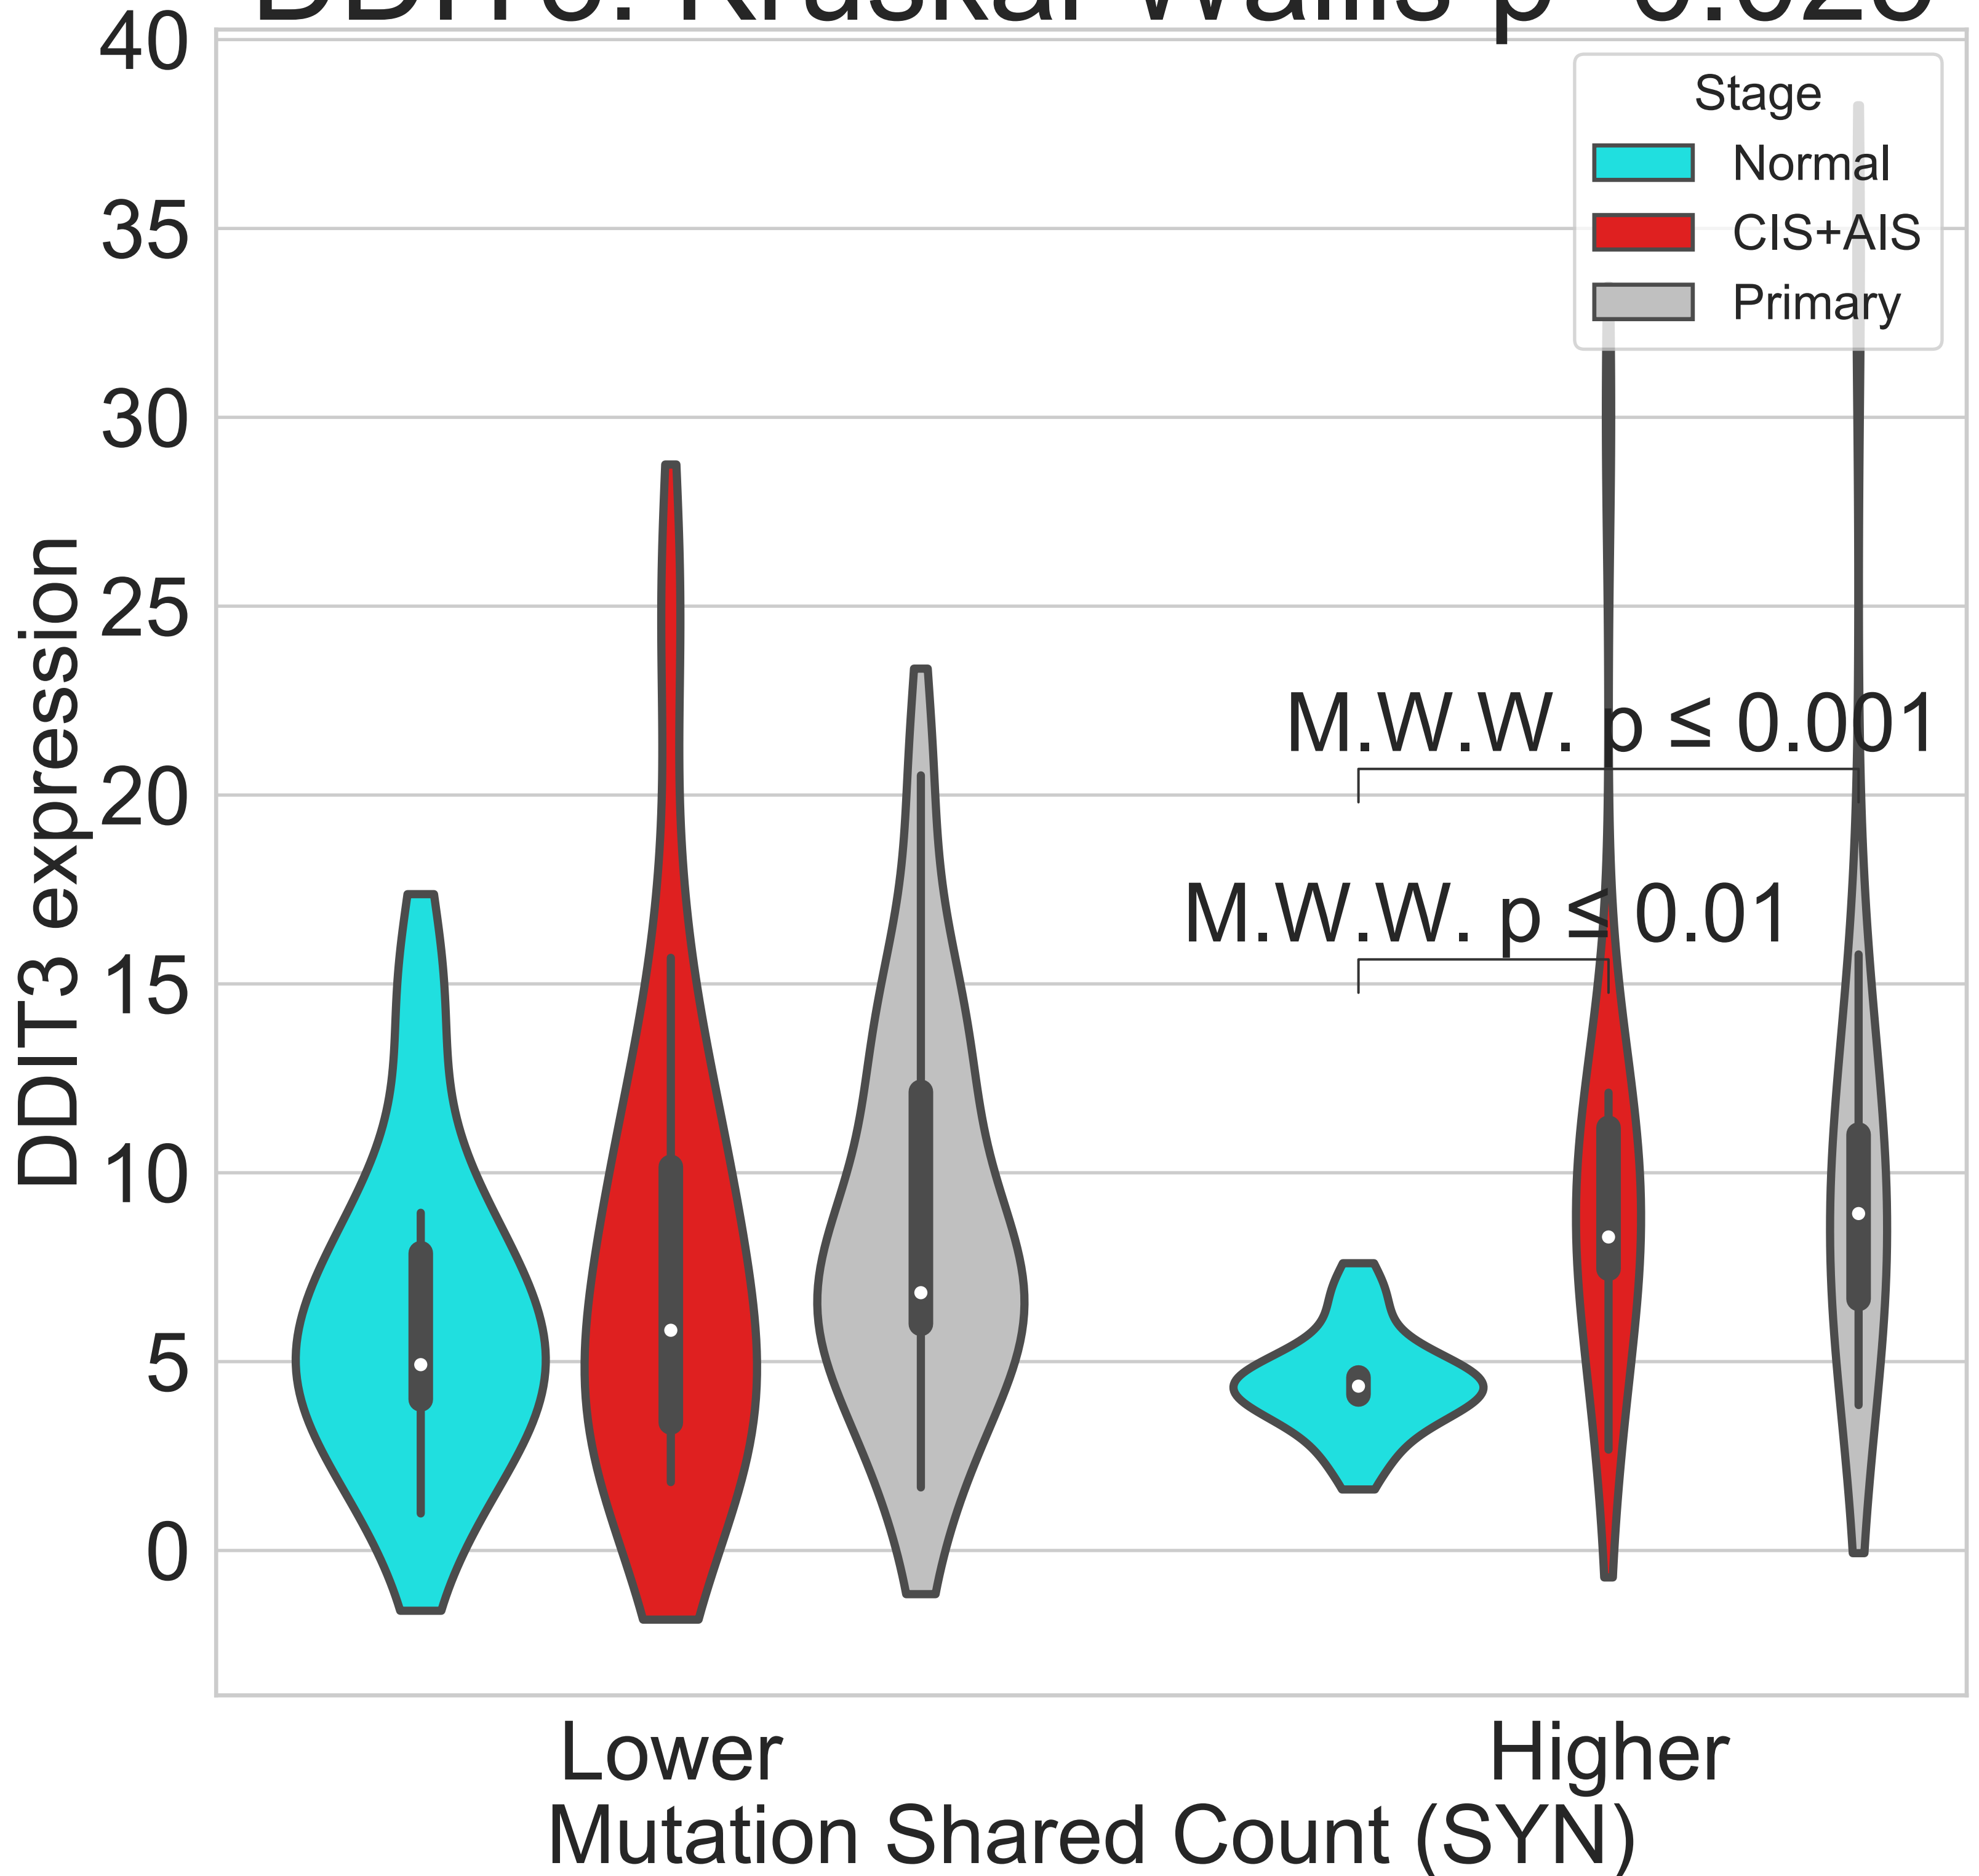 40
35
30
25
20
15
10
5
0
DDIT3 expression
Stage
Normal
CIS+AIS
Primary
M.W.W. p ≤ 0.001
M.W.W. p ≤ 0.01
Lower
Higher
Mutation Shared Count (SYN)